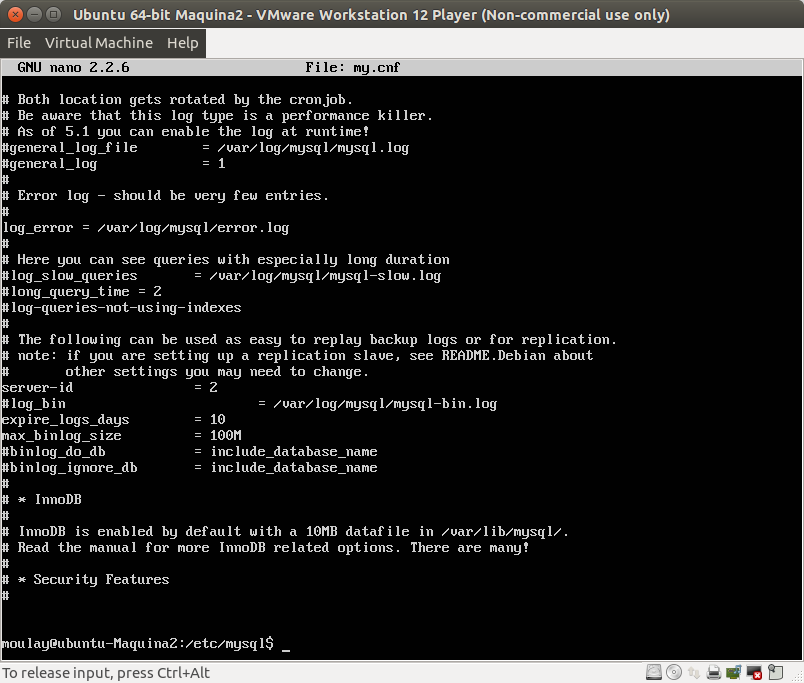 Ubuntu 64-bit Maquina2 - VMware Workstation 12 Player (Non-commercial use only)
File Virtual Machine Help
GNU nano 2.2.6 File: my.cnf
# Both location gets rotated by the cronjob.
# Be aware that this log type is a performance killer.
# As of 5.1 you can enable the log at runtime!
#general_log_file = /var/log/mysql/mysql.log
#general_log = 1
#
# Error log - should be very few entries.
#
log_error = /var/log/mysql/error.log
#
# Here you can see queries with especially long duration
#log_slow_queries = /var/log/mysql/mysql-slow.log
#long_query_time = 2
#log-queries-not-using-indexes
#
# The following can be used as easy to replay backup logs or for replication.
# note: if you are setting up a replication slave, see README.Debian about
# other settings you may need to change.
server-id = 2
#log_bin = /var/log/mysql/mysql-bin.log
expire_logs_days = 10
max_binlog_size = 100M
#binlog_do_db = include_database_name
#binlog_ignore_db = include_database_name
#
# * InnoDB
#
# InnoDB is enabled by default with a 10MB datafile in /var/lib/mysql/.
# Read the manual for more InnoDB related options. There are many!
#
# * Security Features
#
moulay@ubuntu-Maquina2:/etc/mysql$ _
To release input, press Ctrl+Alt